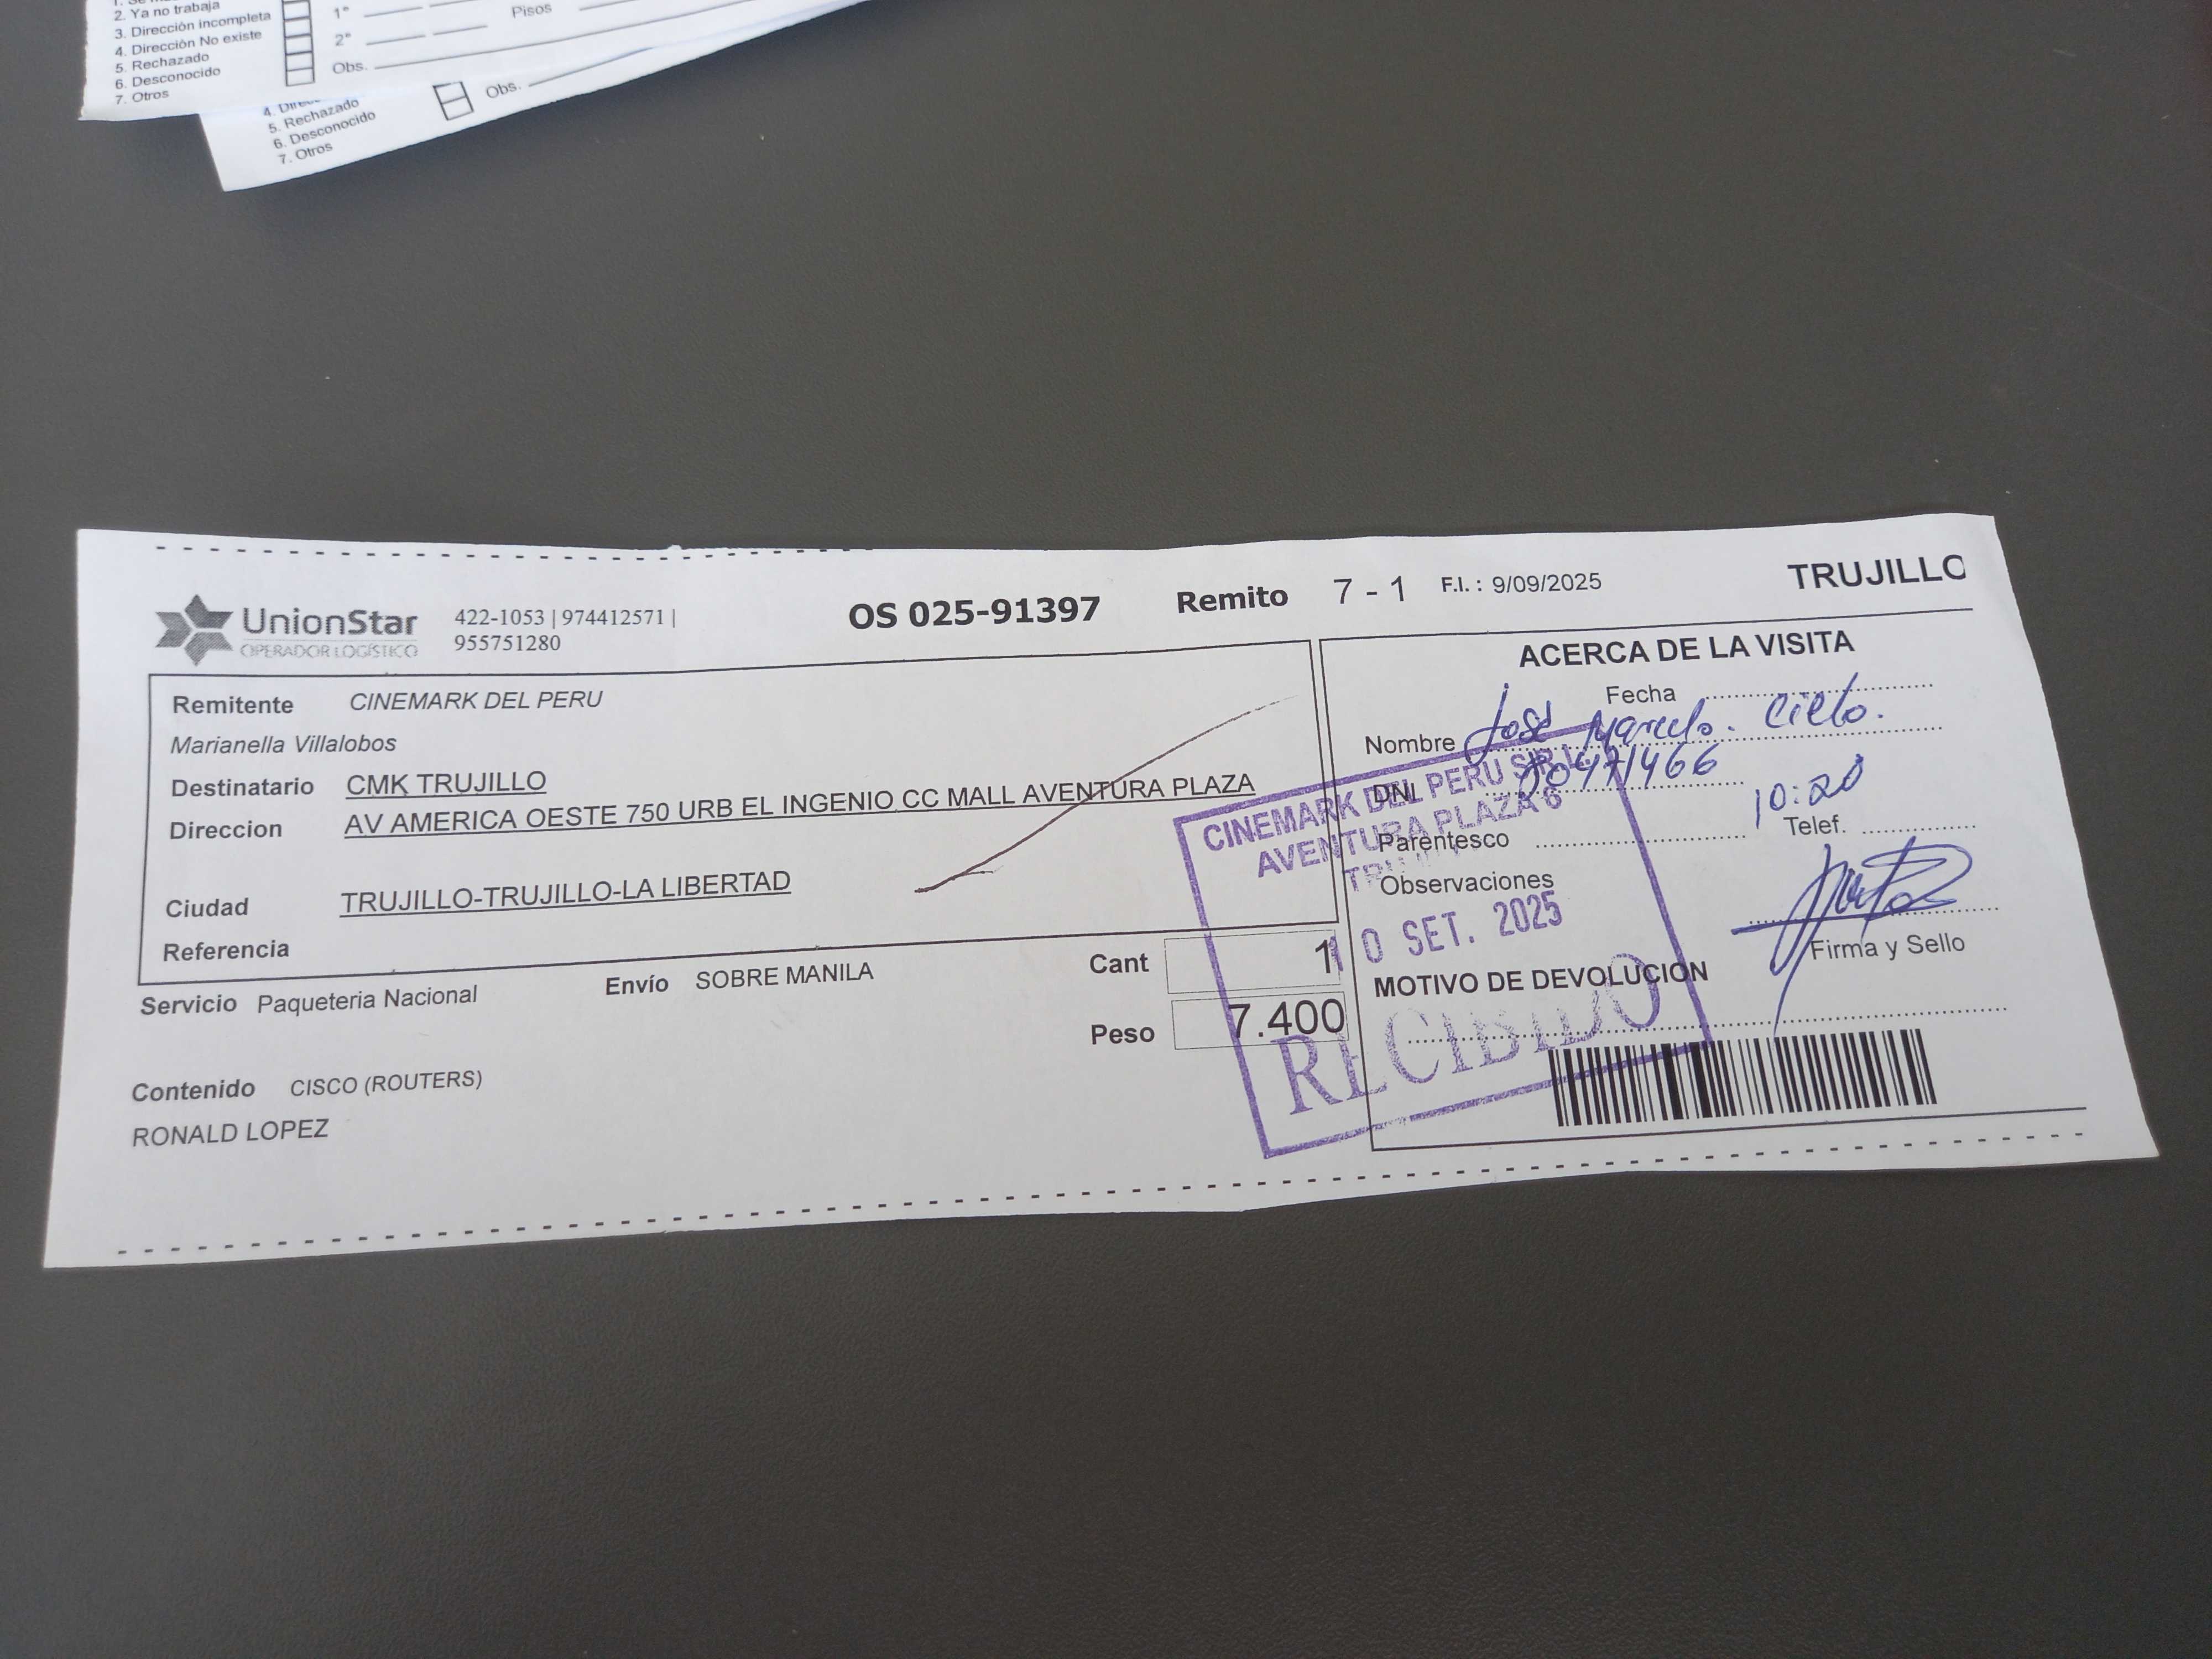 2. Ya no trabaja
3. Dirección incompleta
4. Dirección No existe
5. Rechazado
6. Desconocido
7. Otros
1°
2°
Obs.
Pisos
5. Rechazado
6. Desconocido
7. Otros
Obs.
UnionStar
OPERADOR LOGÍSTICO
422-1053 | 974412571 |
955751280
OS 025-91397
Remito 7 - 1
F.I. : 9/09/2025
TRUJILLO
Remitente CINEMARK DEL PERU
Marianella Villalobos
Destinatario CMK TRUJILLO
Direccion AV AMERICA OESTE 750 URB EL INGENIO CC MALL AVENTURA PLAZA
Ciudad TRUJILLO-TRUJILLO-LA LIBERTAD
Referencia
Servicio Paqueteria Nacional
Envío SOBRE MANILA
Cant 1
Peso 7.400
Contenido CISCO (ROUTERS)
RONALD LOPEZ
ACERCA DE LA VISITA
Fecha
Nombre José Marcelo
DNI
10:20
Parentesco
Telef.
Observaciones
Firma y Sello
MOTIVO DE DEVOLUCION
CINEMARK DEL PERU
AVENTURA PLAZA
10 SET. 2025
RECIBIDO